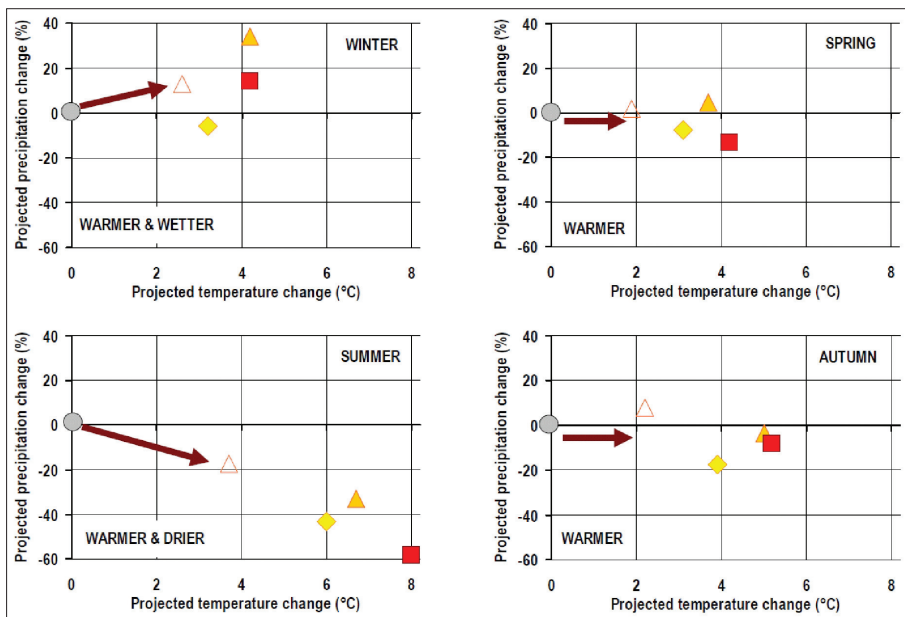 WINTER
Projected precipitation change (%)
40
20
0
-20
-40
-60
WARMER & WETTER
0 2 4 6 8
Projected temperature change (°C)
SPRING
Projected precipitation change (%)
40
20
0
-20
-40
-60
WARMER
0 2 4 6 8
Projected temperature change (°C)
SUMMER
Projected precipitation change (%)
40
20
0
-20
-40
-60
WARMER & DRIER
0 2 4 6 8
Projected temperature change (°C)
AUTUMN
Projected precipitation change (%)
40
20
0
-20
-40
-60
WARMER
0 2 4 6 8
Projected temperature change (°C)